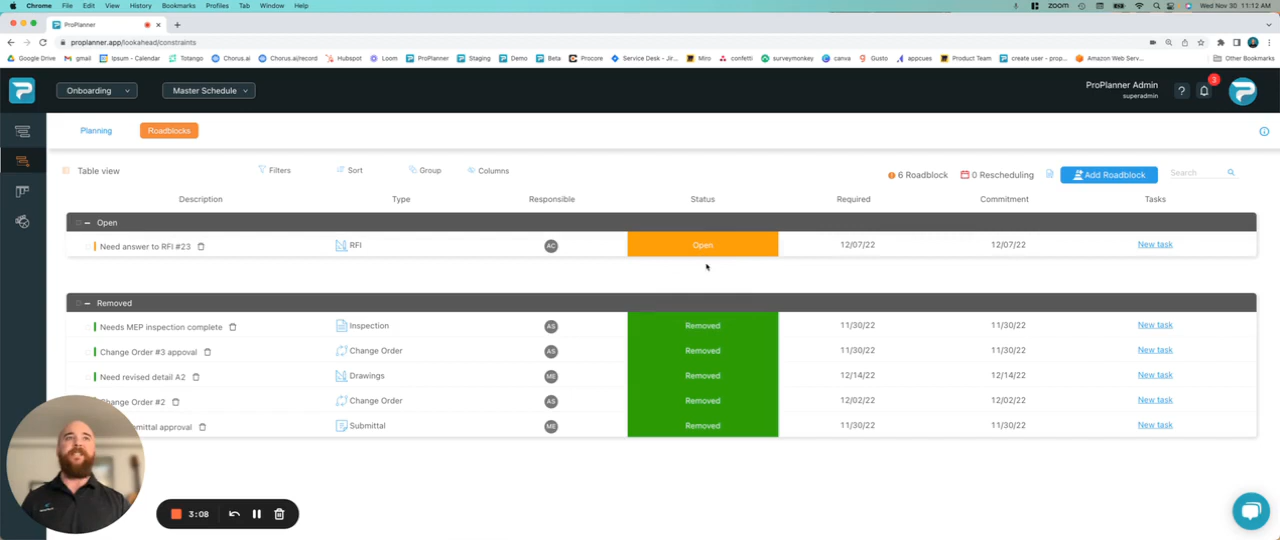 Chrome File Edit View History Bookmarks Profiles Tab Window Help zoom Wed Nov 30 11:12 AM
ProPlanner
proplanner.app/lookahead/constraints
Google Drive gmail Ipsum - Calendar Totango Chorus.ai Chorus.ai/record Hubspot Loom ProPlanner Staging Demo Beta Procore Service Desk - Jir... Miro confetti surveymonkey canva Gusto appcues Product Team create user - prop... Amazon Web Serv... Other Bookmarks
Onboarding Master Schedule ProPlanner Admin
superadmin
3
Planning Roadblocks
Table view Filters Sort Group Columns 6 Roadblock 0 Rescheduling Add Roadblock Search
Description Type Responsible Status Required Commitment Tasks
Open
Need answer to RFI #23 RFI AC Open 12/07/22 12/07/22 New task
Removed
Needs MEP inspection complete Inspection AS Removed 11/30/22 11/30/22 New task
Change Order #3 appoval Change Order AS Removed 11/30/22 11/30/22 New task
Need revised detail A2 Drawings ME Removed 12/14/22 12/14/22 New task
Change Order #2 Change Order AS Removed 12/02/22 12/02/22 New task
approval Submittal ME Removed 11/30/22 11/30/22 New task
3:08